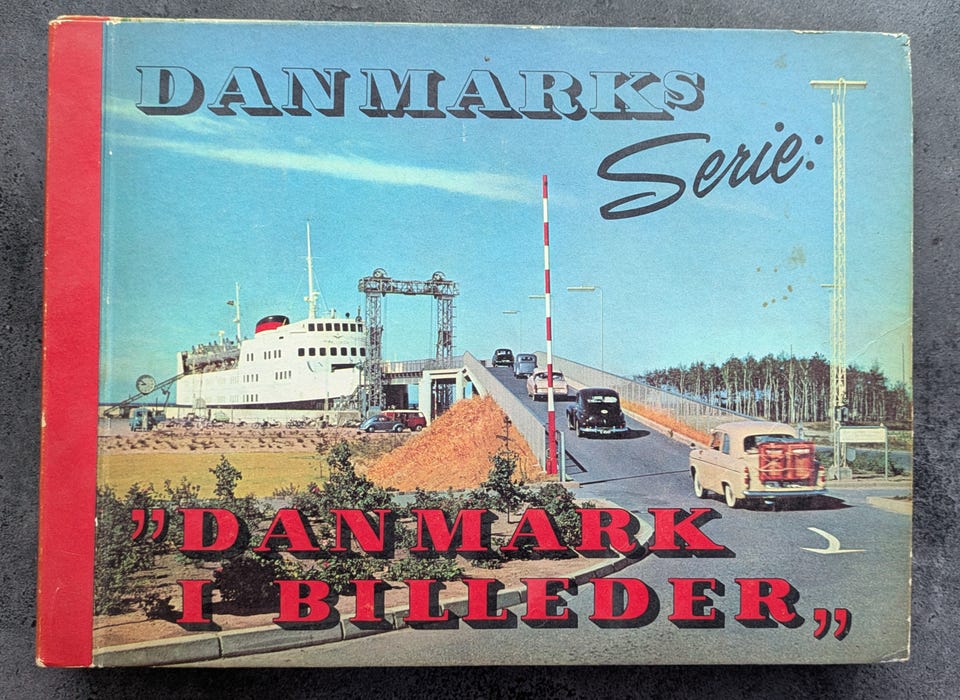 DANMARKS
Serie:
"DANMARK
I BILLEDER„